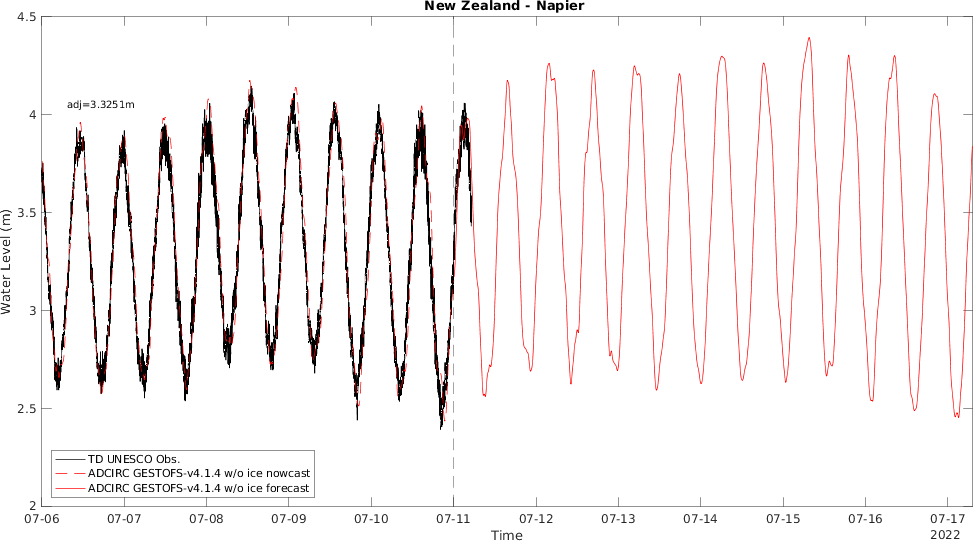 New Zealand - Napier
4.5
4
3.5
3
2.5
2
Water Level (m)
adj=3.3251m
TD UNESCO Obs.
ADCIRC GESTOFS-v4.1.4 w/o ice nowcast
ADCIRC GESTOFS-v4.1.4 w/o ice forecast
07-06 07-07 07-08 07-09 07-10 07-11 07-12 07-13 07-14 07-15 07-16 07-17
2022
Time